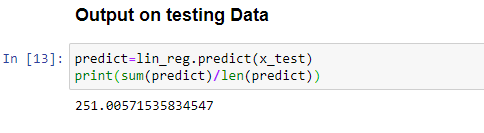 Output on testing Data
In [13]: predict=lin_reg.predict(x_test)
print(sum(predict)/len(predict))
251.00571535834547